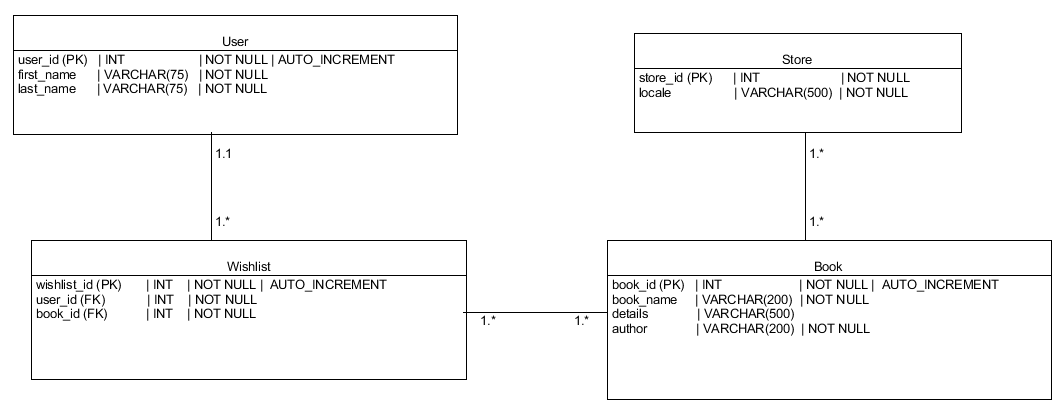 User
user_id (PK) | INT | NOT NULL | AUTO_INCREMENT
first_name | VARCHAR(75) | NOT NULL
last_name | VARCHAR(75) | NOT NULL
Store
store_id (PK) | INT | NOT NULL
locale | VARCHAR(500) | NOT NULL
1.1
1.*
1.*
1.*
Wishlist
wishlist_id (PK) | INT | NOT NULL | AUTO_INCREMENT
user_id (FK) | INT | NOT NULL
book_id (FK) | INT | NOT NULL
1.*
1.*
Book
book_id (PK) | INT | NOT NULL | AUTO_INCREMENT
book_name | VARCHAR(200) | NOT NULL
details | VARCHAR(500)
author | VARCHAR(200) | NOT NULL